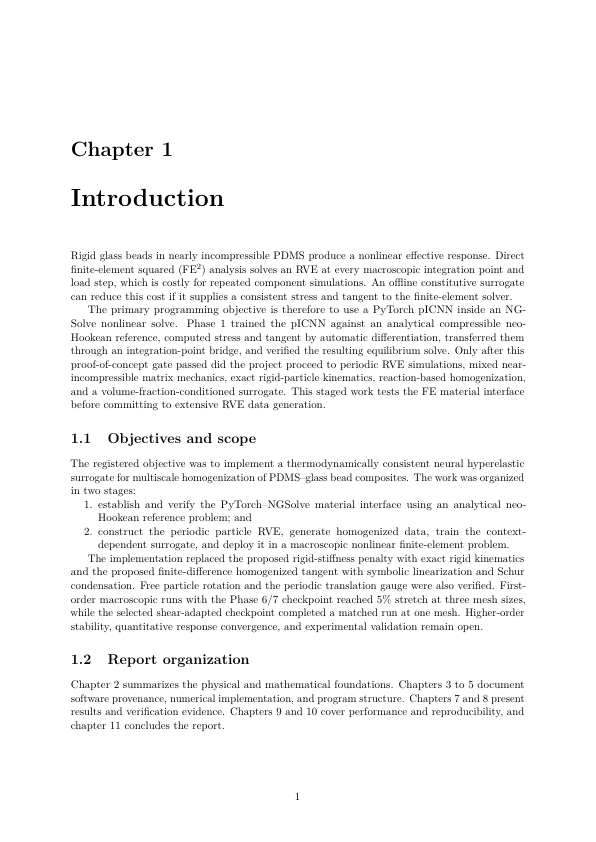 Chapter 1
Introduction
Rigid glass beads in nearly incompressible PDMS produce a nonlinear effective response. Direct
finite-element squared (FE²) analysis solves an RVE at every macroscopic integration point and
load step, which is costly for repeated component simulations. An offline constitutive surrogate
can reduce this cost if it supplies a consistent stress and tangent to the finite-element solver.
The primary programming objective is therefore to use a PyTorch pICNN inside an NG-
Solve nonlinear solve. Phase 1 trained the pICNN against an analytical compressible neo-
Hookean reference, computed stress and tangent by automatic differentiation, transferred them
through an integration-point bridge, and verified the resulting equilibrium solve. Only after this
proof-of-concept gate passed did the project proceed to periodic RVE simulations, mixed near-
incompressible matrix mechanics, exact rigid-particle kinematics, reaction-based homogenization,
and a volume-fraction-conditioned surrogate. This staged work tests the FE material interface
before committing to extensive RVE data generation.
1.1 Objectives and scope
The registered objective was to implement a thermodynamically consistent neural hyperelastic
surrogate for multiscale homogenization of PDMS–glass bead composites. The work was organized
in two stages:
1. establish and verify the PyTorch–NGSolve material interface using an analytical neo-
Hookean reference problem; and
2. construct the periodic particle RVE, generate homogenized data, train the context-
dependent surrogate, and deploy it in a macroscopic nonlinear finite-element problem.
The implementation replaced the proposed rigid-stiffness penalty with exact rigid kinematics
and the proposed finite-difference homogenized tangent with symbolic linearization and Schur
condensation. Free particle rotation and the periodic translation gauge were also verified. First-
order macroscopic runs with the Phase 6/7 checkpoint reached 5% stretch at three mesh sizes,
while the selected shear-adapted checkpoint completed a matched run at one mesh. Higher-order
stability, quantitative response convergence, and experimental validation remain open.
1.2 Report organization
Chapter 2 summarizes the physical and mathematical foundations. Chapters 3 to 5 document
software provenance, numerical implementation, and program structure. Chapters 7 and 8 present
results and verification evidence. Chapters 9 and 10 cover performance and reproducibility, and
chapter 11 concludes the report.
1